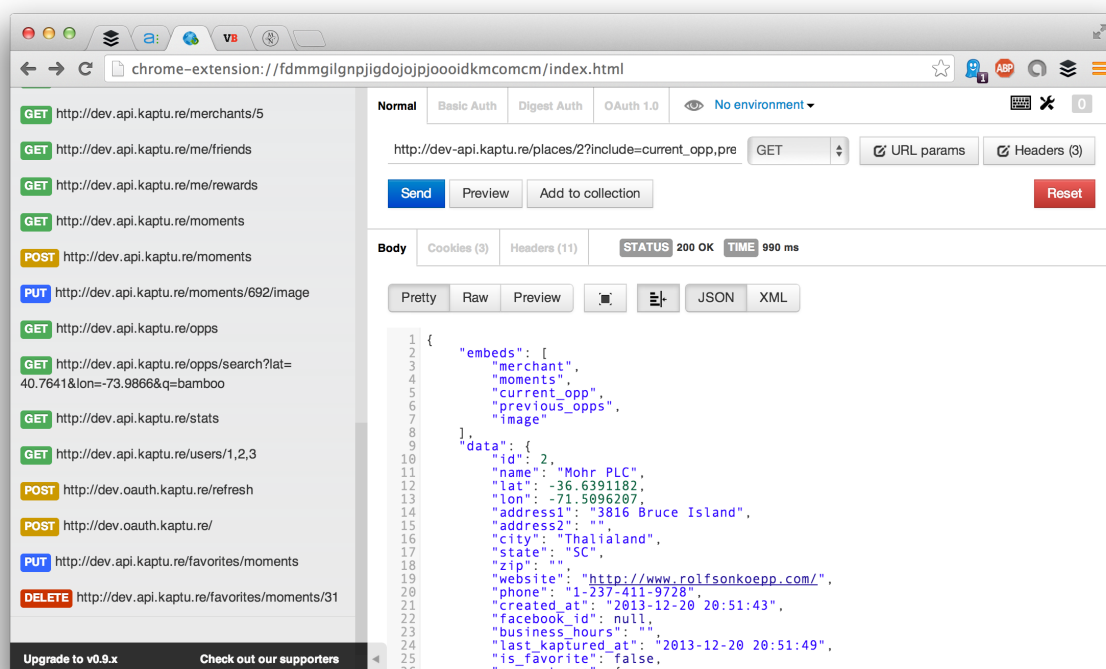 a:
VB
chrome-extension://fdmmgilgnpjigdojojpjoooidkmcomcm/index.html
1
ABP
GET http://dev.api.kaptu.re/merchants/5
GET http://dev.api.kaptu.re/me/friends
GET http://dev.api.kaptu.re/me/rewards
GET http://dev.api.kaptu.re/moments
POST http://dev.api.kaptu.re/moments
PUT http://dev.api.kaptu.re/moments/692/image
GET http://dev.api.kaptu.re/opps
GET http://dev.api.kaptu.re/opps/search?lat=
40.7641&lon=-73.9866&q=bamboo
GET http://dev.api.kaptu.re/stats
GET http://dev.api.kaptu.re/users/1,2,3
POST http://dev.oauth.kaptu.re/refresh
POST http://dev.oauth.kaptu.re/
PUT http://dev.api.kaptu.re/favorites/moments
DELETE http://dev.api.kaptu.re/favorites/moments/31
Upgrade to v0.9.x Check out our supporters
Normal Basic Auth Digest Auth OAuth 1.0 No environment 0
http://dev-api.kaptu.re/places/2?include=current_opp,pre GET URL params Headers (3)
Send Preview Add to collection Reset
Body Cookies (3) Headers (11) STATUS 200 OK TIME 990 ms
Pretty Raw Preview JSON XML
1 {
2 "embeds": [
3 "merchant",
4 "moments",
5 "current_opp",
6 "previous_opps",
7 "image"
8 ],
9 "data": {
10 "id": 2,
11 "name": "Mohr PLC",
12 "lat": -36.6391182,
13 "lon": -71.5096207,
14 "address1": "3816 Bruce Island",
15 "address2": "",
16 "city": "Thalialand",
17 "state": "SC",
18 "zip": "",
19 "website": "http://www.rolfsonkoepp.com/",
20 "phone": "1-237-411-9728",
21 "created_at": "2013-12-20 20:51:43",
22 "facebook_id": null,
23 "business_hours": "",
24 "last_kaptured_at": "2013-12-20 20:51:49",
25 "is_favorite": false,